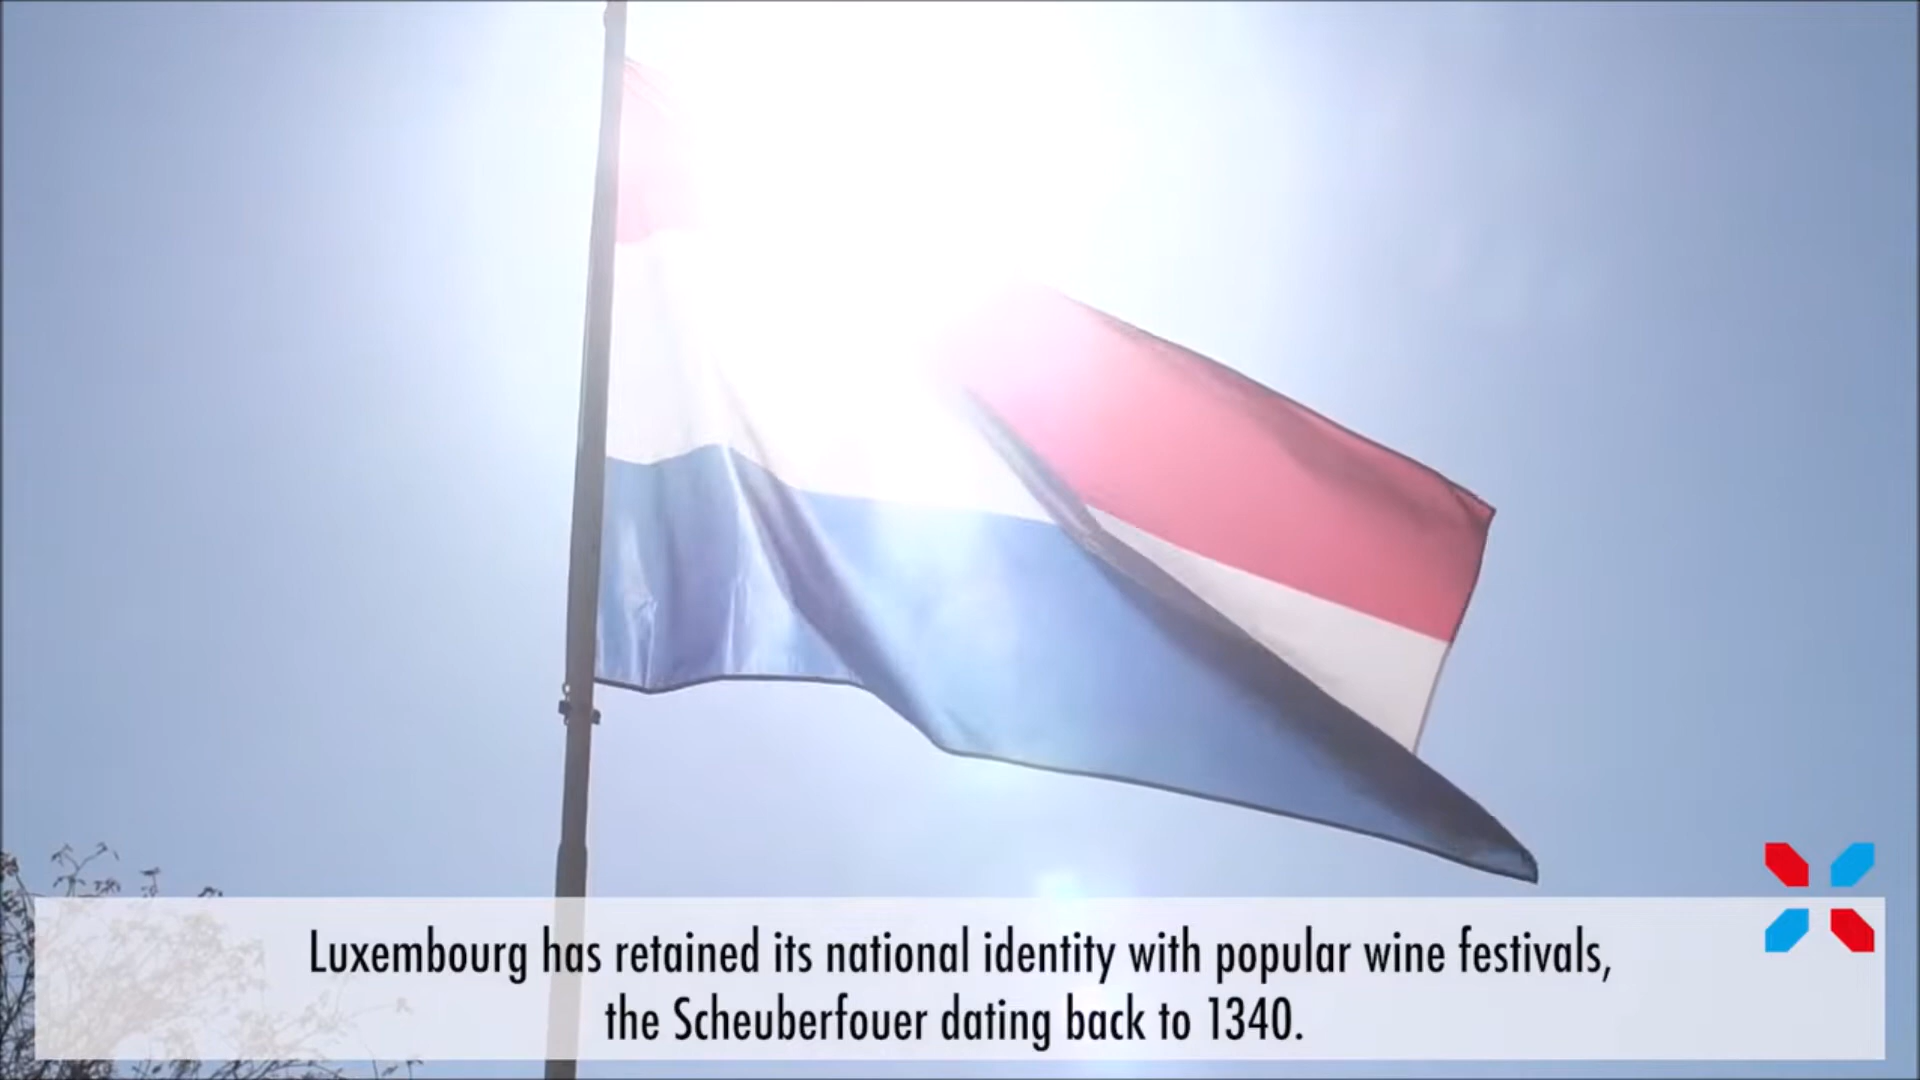 Luxembourg has retained its national identity with popular wine festivals,
the Scheuberfouer dating back to 1340.